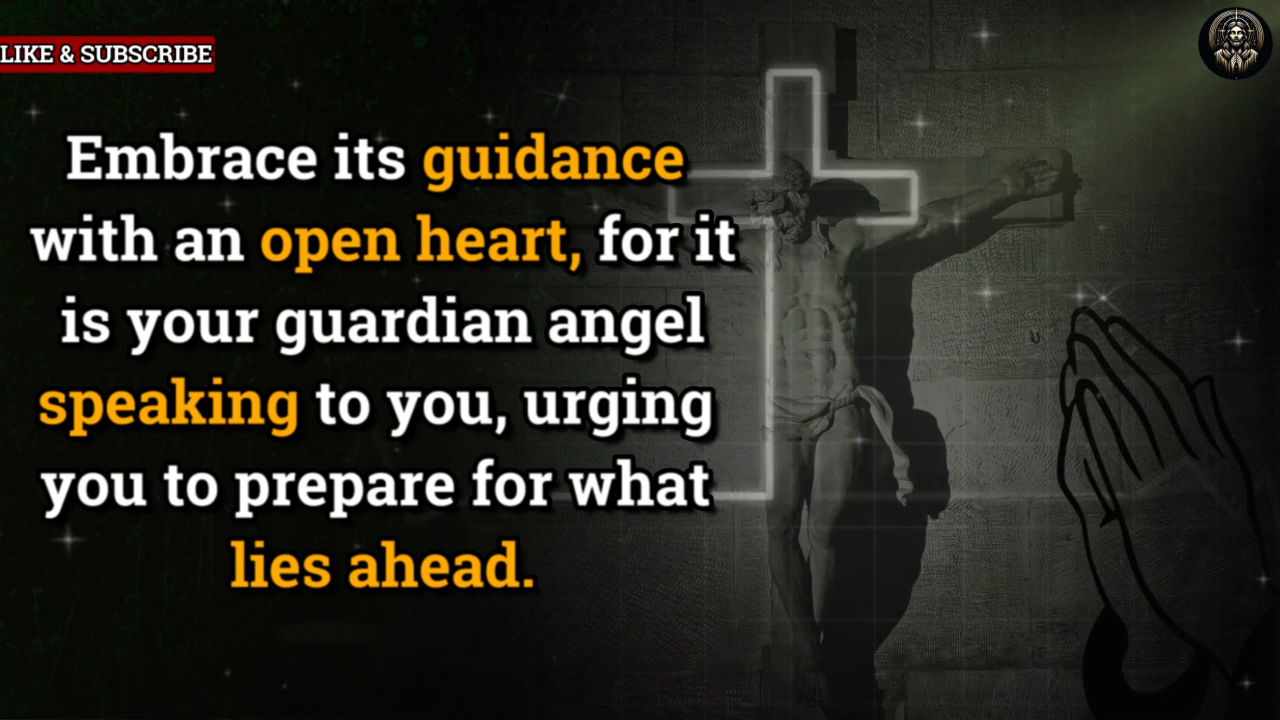 LIKE & SUBSCRIBE
Embrace its guidance
with an open heart, for it
is your guardian angel
speaking to you, urging
you to prepare for what
lies ahead.